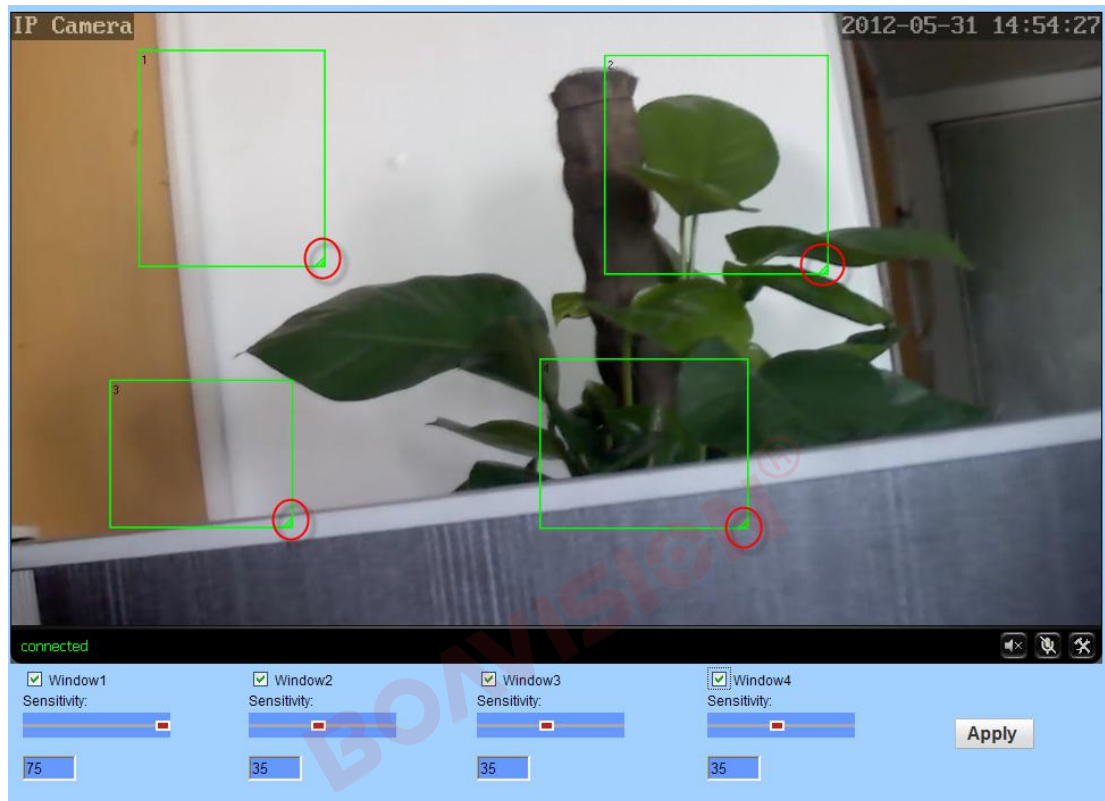 IP Camera
2012-05-31 14:54:27
1
2
3
4
connected
Window1
Window2
Window3
Window4
Sensitivity:
Sensitivity:
Sensitivity:
Sensitivity:
Apply
75
35
35
35
BONVISION®